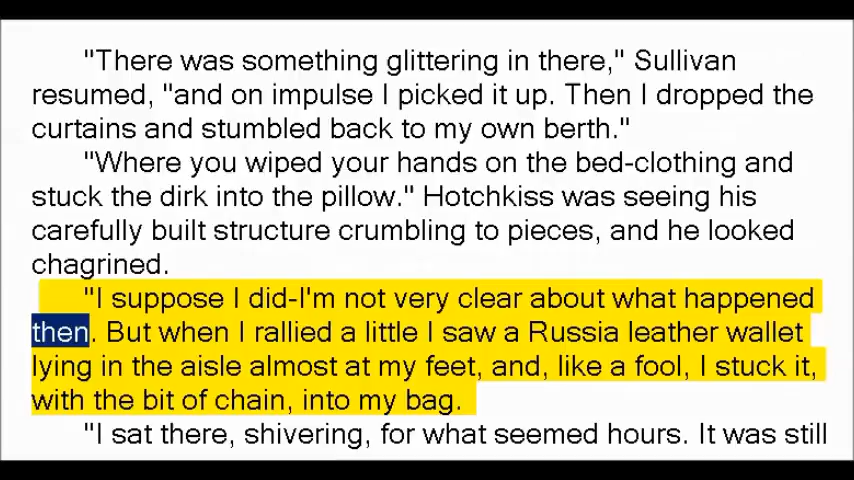 "There was something glittering in there," Sullivan
resumed, "and on impulse I picked it up. Then I dropped the
curtains and stumbled back to my own berth."
"Where you wiped your hands on the bed-clothing and
stuck the dirk into the pillow." Hotchkiss was seeing his
carefully built structure crumbling to pieces, and he looked
chagrined.
"I suppose I did-I'm not very clear about what happened
then. But when I rallied a little I saw a Russia leather wallet
lying in the aisle almost at my feet, and, like a fool, I stuck it,
with the bit of chain, into my bag.
"I sat there, shivering, for what seemed hours. It was still